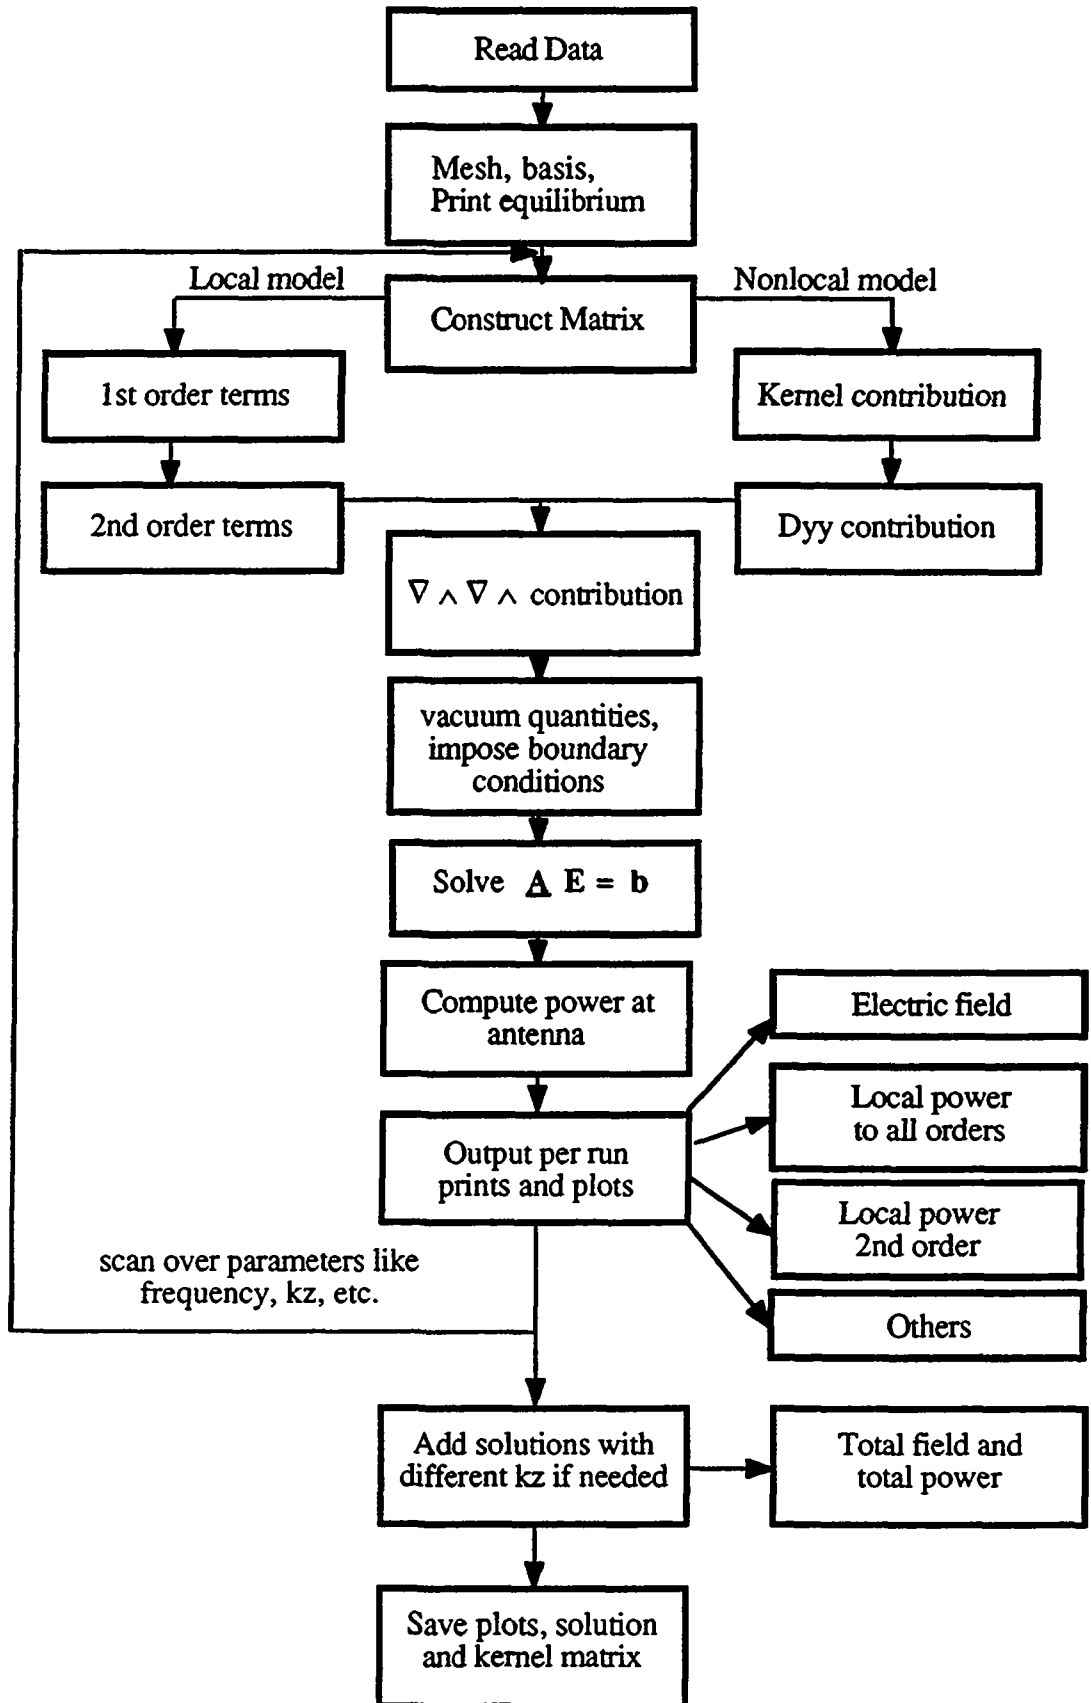 Read Data
Mesh, basis,
Print equilibrium
Local model
Nonlocal model
Construct Matrix
1st order terms
Kernel contribution
2nd order terms
Dyy contribution
∇ ∧ ∇ ∧ contribution
vacuum quantities,
impose boundary
conditions
Solve A E = b
Compute power at
antenna
Electric field
Local power
to all orders
Output per run
prints and plots
Local power
2nd order
scan over parameters like
frequency, kz, etc.
Others
Add solutions with
different kz if needed
Total field and
total power
Save plots, solution
and kernel matrix